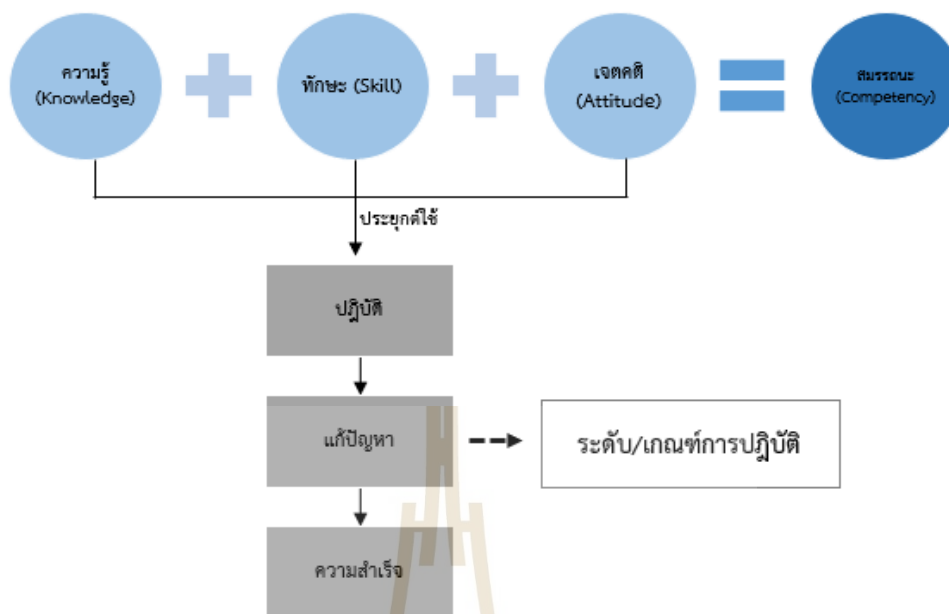 ความรู้
(Knowledge)
ทักษะ (Skill)
เจตคติ
(Attitude)
สมรรถนะ
(Competency)
ประยุกต์ใช้
ปฏิบัติ
แก้ปัญหา
ระดับ/เกณฑ์การปฏิบัติ
ความสำเร็จ